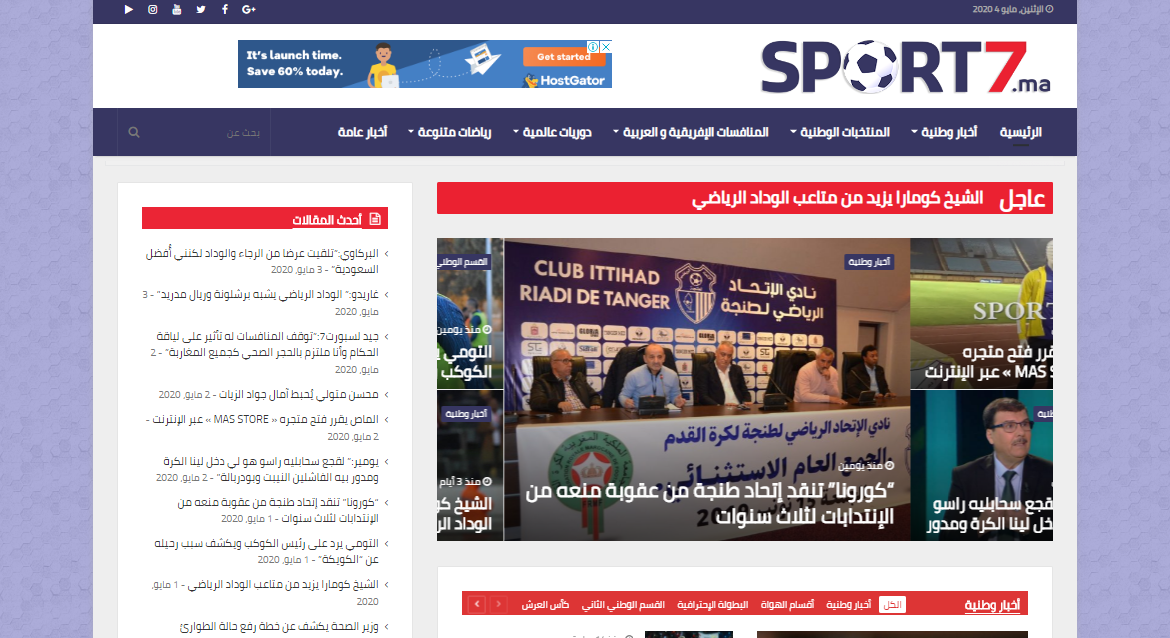 الإثنين, مايو 4 2020
SPORT7.ma
It's launch time.
Save 60% today.
Get started
HostGator
الرئيسية
أخبار وطنية
المنتخبات الوطنية
المنافسات الإفريقية و العربية
دوريات عالمية
رياضات متنوعة
أخبار عامة
بحث عن
عاجل
الشيخ كومارا يزيد من متاعب الوداد الرياضي
SPORT
قرر فتح متجره
MAS S » عبر الإنترنت
أخبار وطنية
CLUB ITTIHAD
RIADI DE TANGER
نادي الإتحاد
الرياضي لطنجة
نادي الإتحاد الرياضي لطنجة لكرة القدم
الجمع العام الاستثنائي
منذ يومين
“كورونا” تنقد إتحاد طنجة من عقوبة منعه من
الإنتدابات لثلاث سنوات
القسم الوطني
منذ يومين
التومي ي
الكوكب
قجع سحابليه راسو
خل لينا الكرة ومدور
أخبار وطنية
منذ 3 أيام
الشيخ كو
الوداد الر
أحدث المقالات
البركاوي:”تلقيت عرضا من الرجاء والوداد لكنني أُفضل
السعودية” - 3 مايو, 2020
غاريدو:” الوداد الرياضي يشبه برشلونة وريال مدريد” - 3
مايو, 2020
جيد لسبورت7:”توقف المنافسات له تأثير على لياقة
الحكام وأنا ملتزم بالحجر الصحي كجميع المغاربة” - 2
مايو, 2020
محسن متولي يُحبط آمال جواد الزيات - 2 مايو, 2020
الماص يقرر فتح متجره « MAS STORE » عبر الإنترنت -
2 مايو, 2020
يومير:” لقجع سحابليه راسو هو لي دخل لينا الكرة
ومدور بيه الفاشلين النيبت وبودربالة” - 2 مايو, 2020
“كورونا” تنقد إتحاد طنجة من عقوبة منعه من
الإنتدابات لثلاث سنوات - 1 مايو, 2020
التومي يرد على رئيس الكوكب ويكشف سبب رحيله
عن “الكويكة” - 1 مايو, 2020
الشيخ كومارا يزيد من متاعب الوداد الرياضي - 1 مايو,
2020
وزير الصحة يكشف عن خطة رفع حالة الطوارئ
أخبار وطنية
الكل
أخبار وطنية
أقسام الهواة
البطولة الإحترافية
القسم الوطني الثاني
كأس العرش